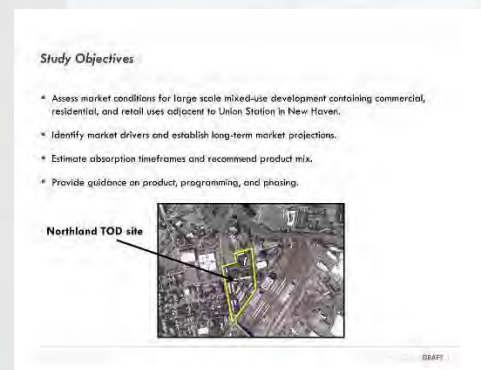 Study Objectives
* Assess market conditions for large scale mixed-use development containing commercial,
residential, and retail uses adjacent to Union Station in New Haven.
* Identify market drivers and establish long-term market projections.
* Estimate absorption timeframes and recommend product mix.
* Provide guidance on product, programming, and phasing.
Northland TOD site
DRAFT